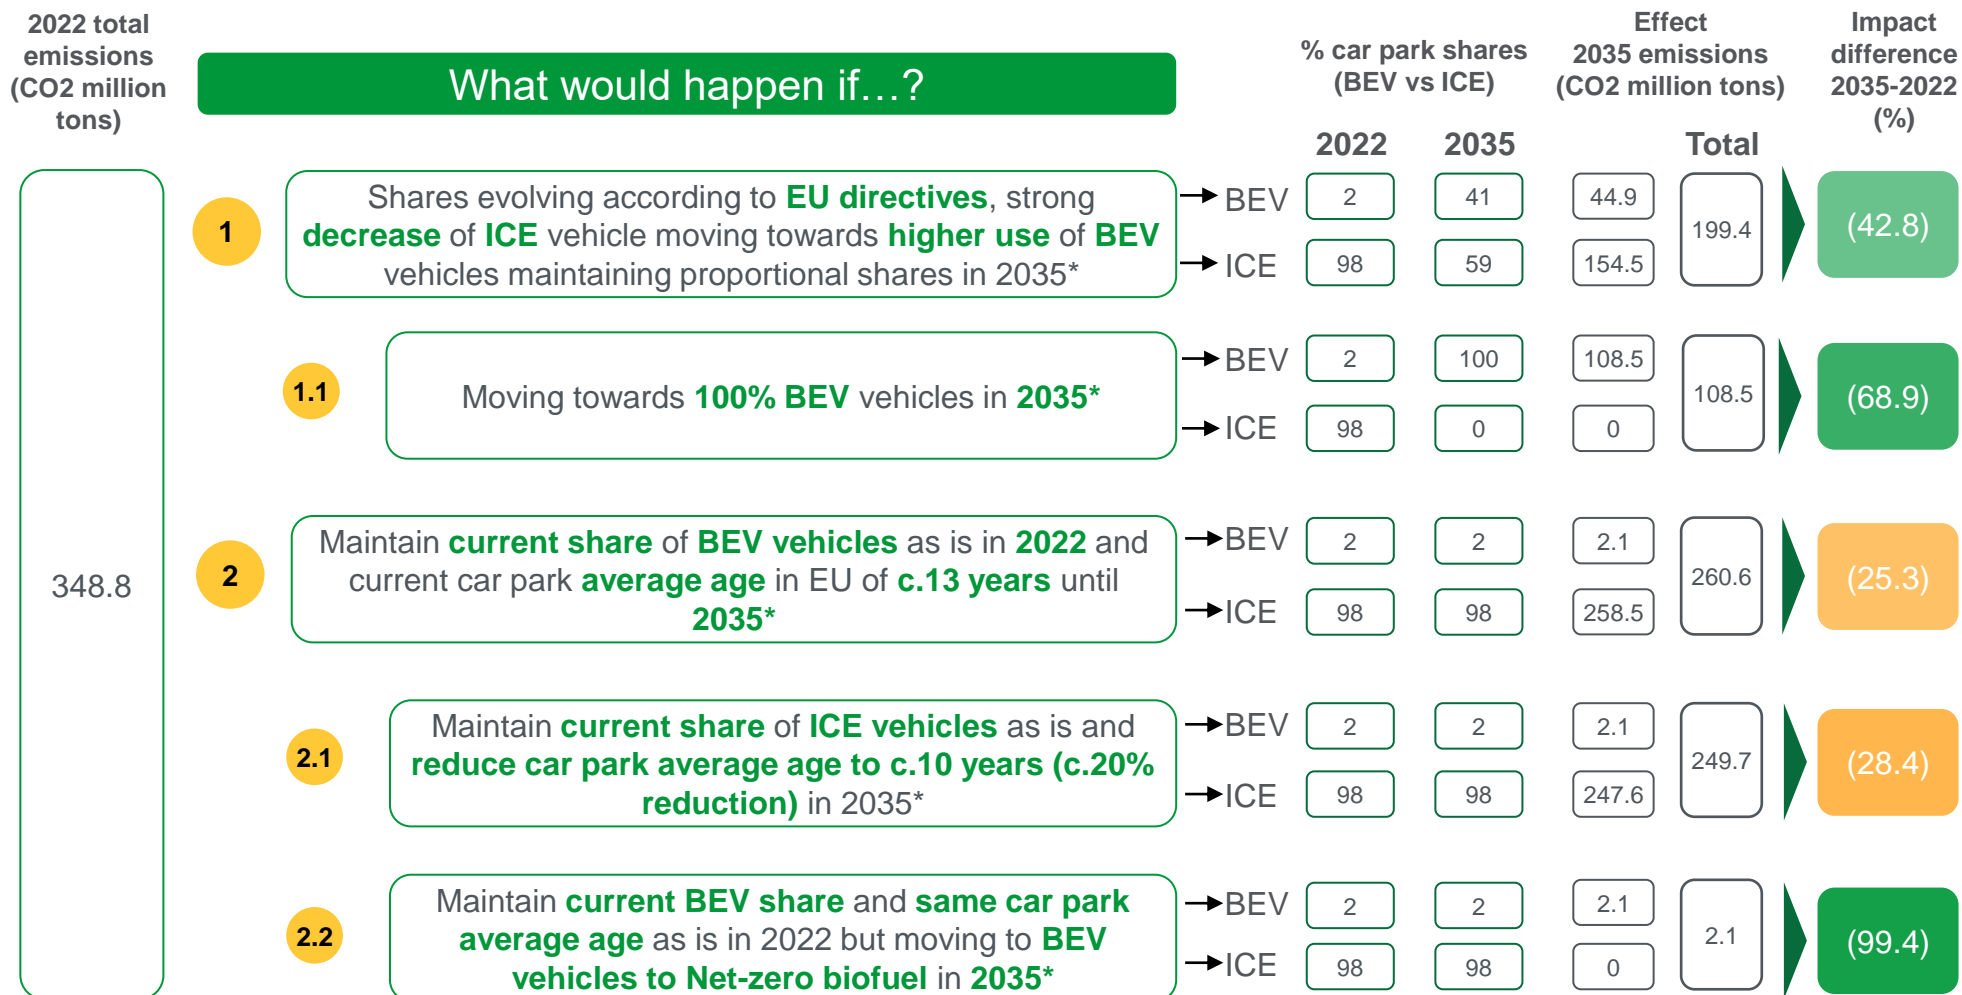 2022 total
emissions
(CO2 million
tons)
What would happen if…?
% car park shares
(BEV vs ICE)
Effect
2035 emissions
(CO2 million tons)
Impact
difference
2035-2022
(%)
2022
2035
Total
348.8
1
Shares evolving according to EU directives, strong
decrease of ICE vehicle moving towards higher use of BEV
vehicles maintaining proportional shares in 2035*
BEV
2
41
44.9
ICE
98
59
154.5
199.4
(42.8)
1.1
Moving towards 100% BEV vehicles in 2035*
BEV
2
100
108.5
ICE
98
0
0
108.5
(68.9)
2
Maintain current share of BEV vehicles as is in 2022 and
current car park average age in EU of c.13 years until
2035*
BEV
2
2
2.1
ICE
98
98
258.5
260.6
(25.3)
2.1
Maintain current share of ICE vehicles as is and
reduce car park average age to c.10 years (c.20%
reduction) in 2035*
BEV
2
2
2.1
ICE
98
98
247.6
249.7
(28.4)
2.2
Maintain current BEV share and same car park
average age as is in 2022 but moving to BEV
vehicles to Net-zero biofuel in 2035*
BEV
2
2
2.1
ICE
98
98
0
2.1
(99.4)